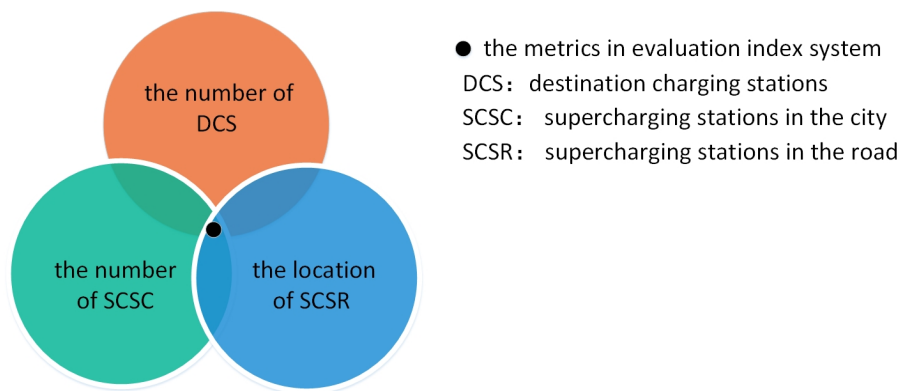 the number of
DCS
the number
of SCSC
the location
of SCSR
the metrics in evaluation index system
DCS： destination charging stations
SCSC： supercharging stations in the city
SCSR： supercharging stations in the road